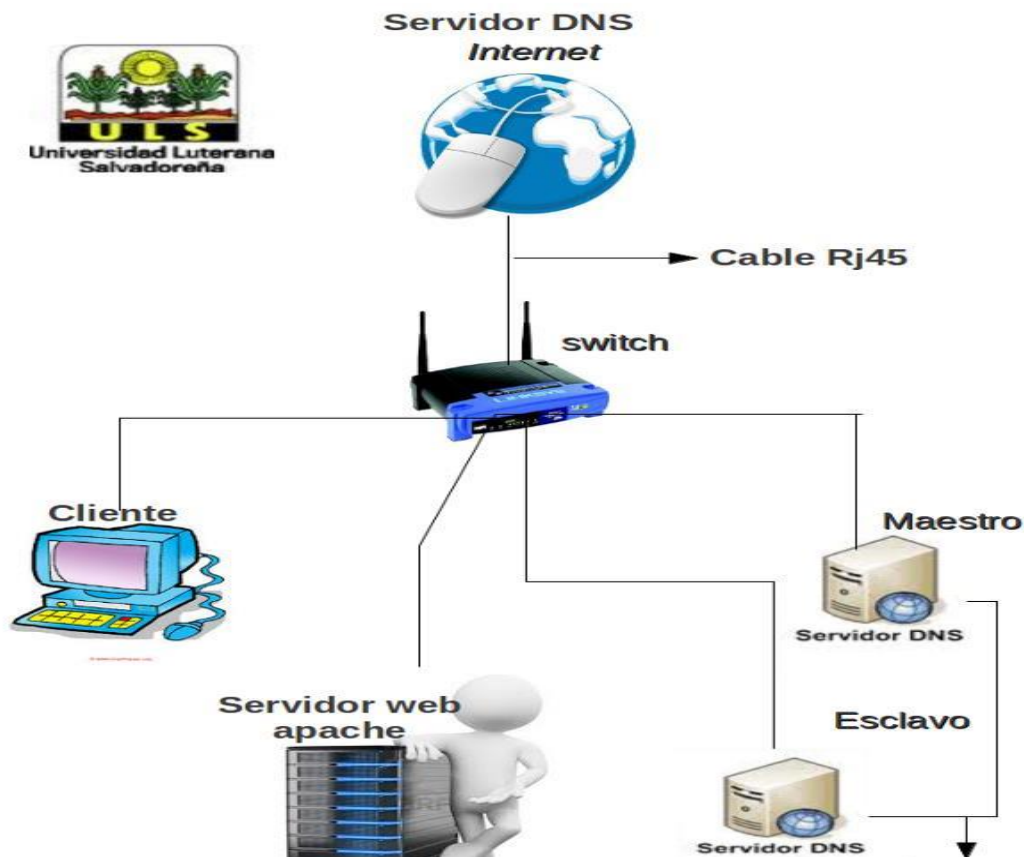 Servidor DNS
Internet
ULS
Universidad Luterana
Salvadoreña
Cable Rj45
switch
Cliente
Maestro
Servidor DNS
Servidor web
apache
Esclavo
Servidor DNS